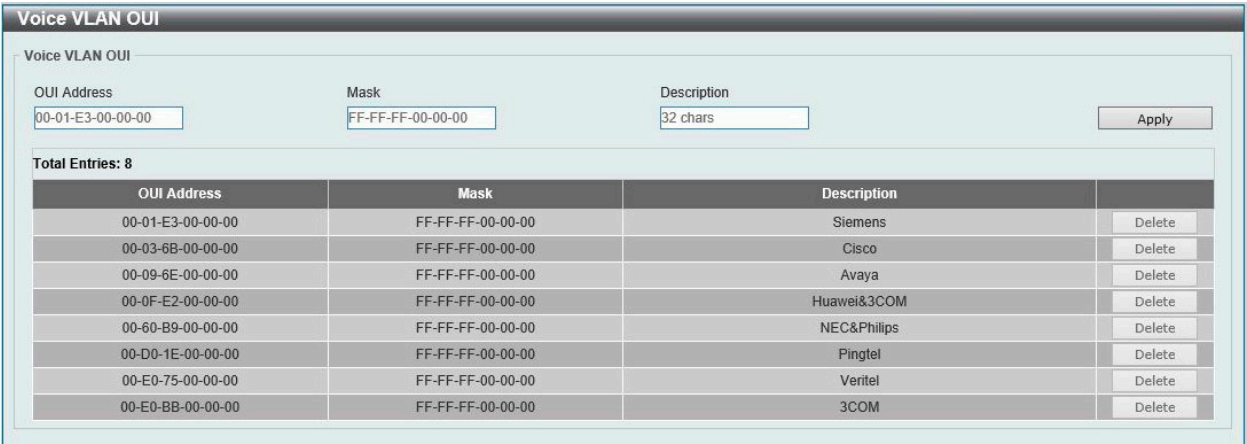 Voice VLAN OUI
Voice VLAN OUI
OUI Address Mask Description
00-01-E3-00-00-00 FF-FF-FF-00-00-00 32 chars Apply
Total Entries: 8
OUI Address Mask Description
00-01-E3-00-00-00 FF-FF-FF-00-00-00 Siemens Delete
00-03-6B-00-00-00 FF-FF-FF-00-00-00 Cisco Delete
00-09-6E-00-00-00 FF-FF-FF-00-00-00 Avaya Delete
00-0F-E2-00-00-00 FF-FF-FF-00-00-00 Huawei&3COM Delete
00-60-B9-00-00-00 FF-FF-FF-00-00-00 NEC&Philips Delete
00-D0-1E-00-00-00 FF-FF-FF-00-00-00 Pingtel Delete
00-E0-75-00-00-00 FF-FF-FF-00-00-00 Veritel Delete
00-E0-BB-00-00-00 FF-FF-FF-00-00-00 3COM Delete